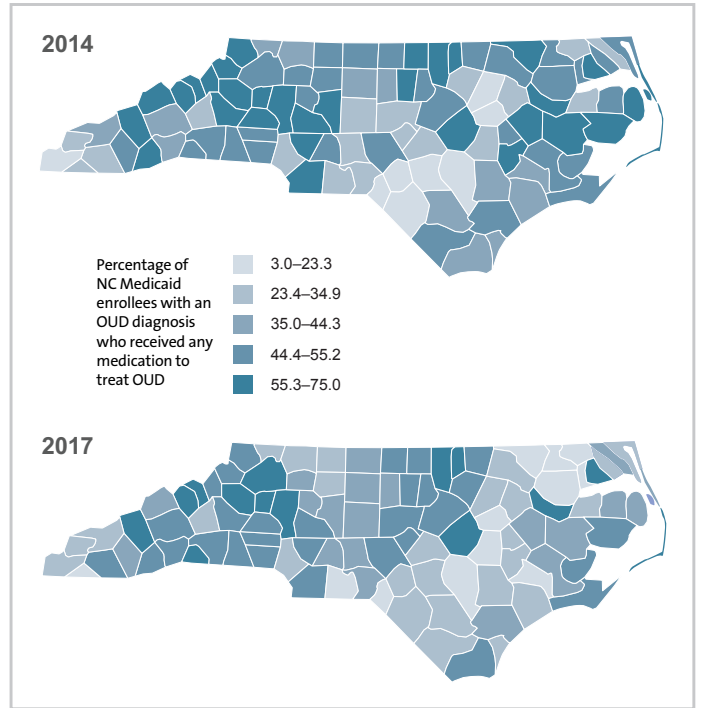 2014
Percentage of
NC Medicaid
enrollees with an
OUD diagnosis
who received any
medication to
treat OUD
3.0–23.3
23.4–34.9
35.0–44.3
44.4–55.2
55.3–75.0
2017